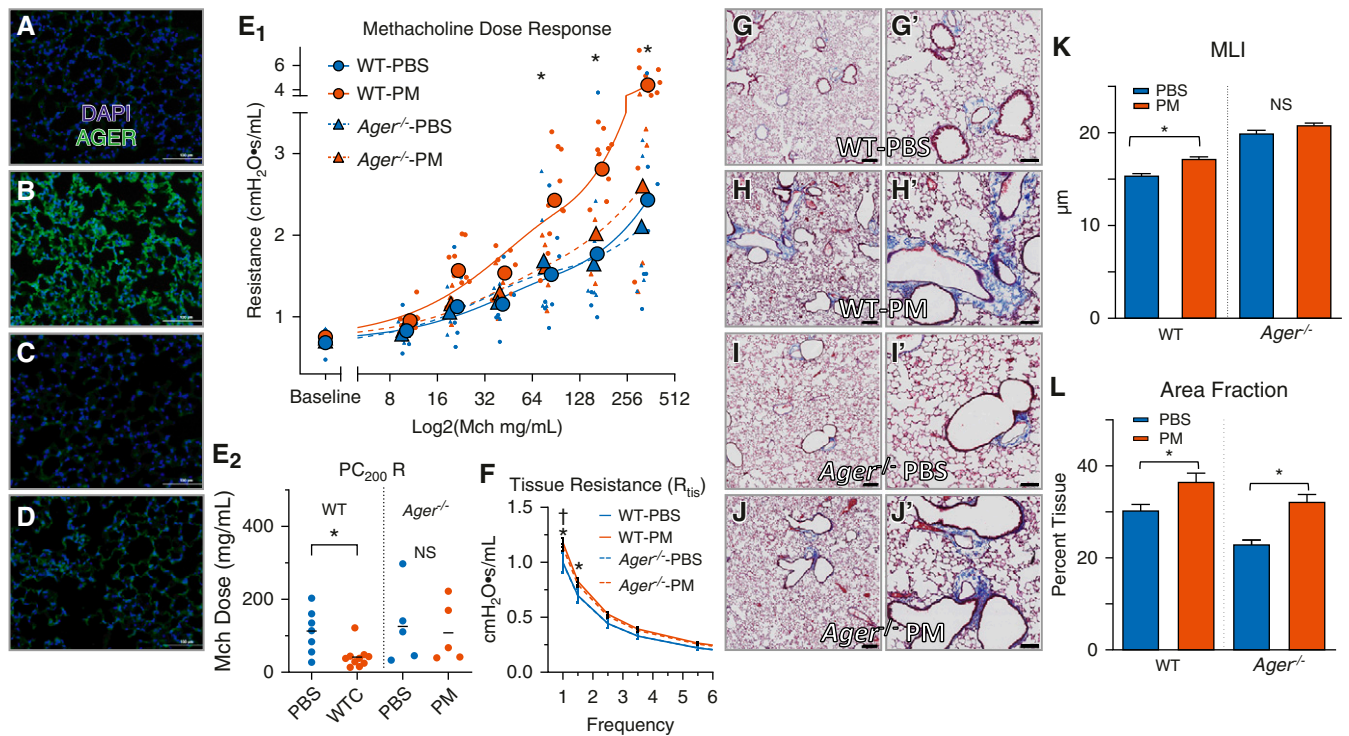 A
DAPI
AGER
B
C
D
E1
Methacholine Dose Response
WT-PBS
WT-PM
Ager-/--PBS
Ager-/--PM
* * *
Resistance (cmH2O•s/mL)
6
4
3
2
1
Baseline 8 16 32 64 128 256 512
Log2(Mch mg/mL)
E2
PC200 R
WT Ager-/-
* NS
Mch Dose (mg/mL)
400
200
0
PBS WTC PBS PM
F
Tissue Resistance (Rtis)
WT-PBS
WT-PM
Ager-/--PBS
Ager-/--PM
†
* *
cmH2O•s/mL
1.5
1.0
0.5
0.0
1 2 3 4 5 6
Frequency
G G'
WT-PBS
H H'
WT-PM
I I'
Ager-/- PBS
J J'
Ager-/- PM
K
MLI
PBS
PM
* NS
µm
20
10
0
WT Ager-/-
L
Area Fraction
PBS
PM
* *
Percent Tissue
40
20
0
WT Ager-/-